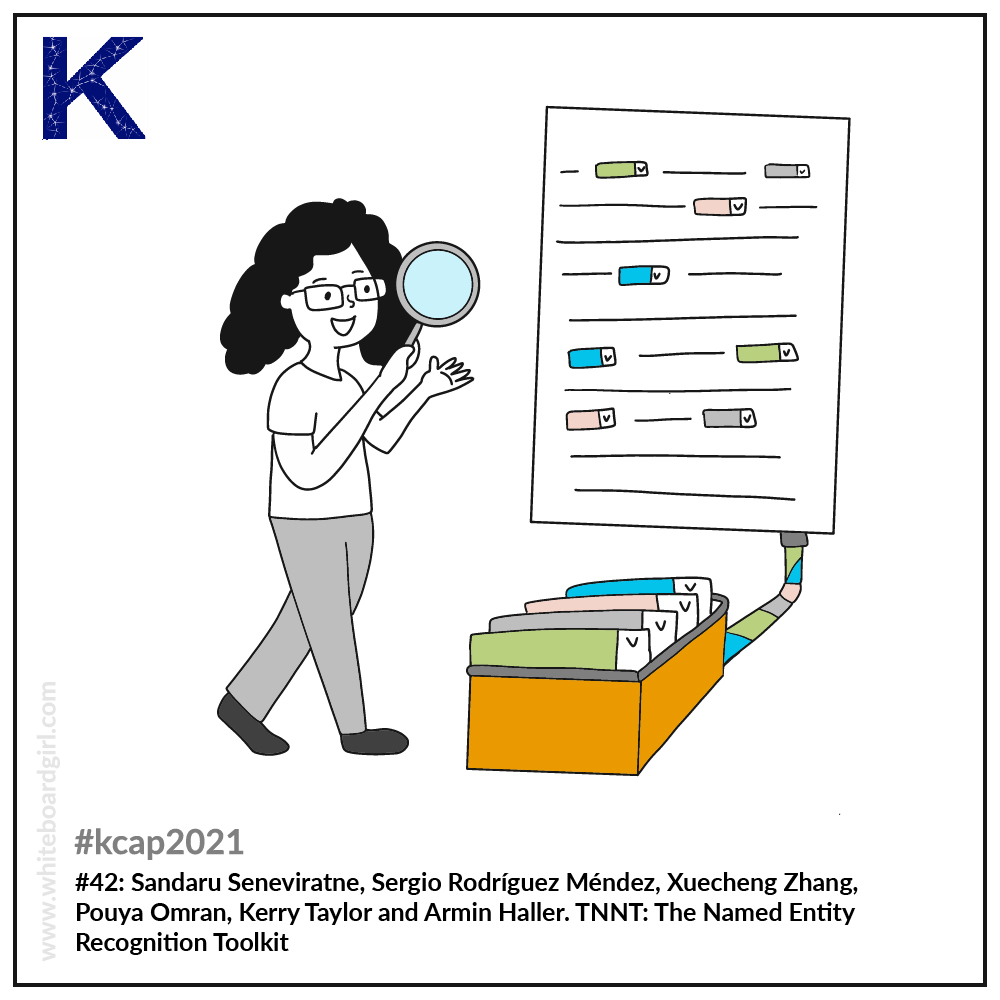 K
www.whiteboardgirl.com
#kcap2021
#42: Sandaru Seneviratne, Sergio Rodríguez Méndez, Xuecheng Zhang,
Pouya Omran, Kerry Taylor and Armin Haller. TNNT: The Named Entity
Recognition Toolkit